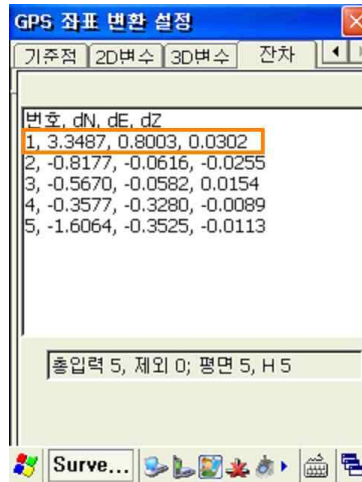 GPS 좌표 변환 설정
기준점 2D변수 3D변수 잔차
번호, dN, dE, dZ
1, 3.3487, 0.8003, 0.0302
2, -0.8177, -0.0616, -0.0255
3, -0.5670, -0.0582, 0.0154
4, -0.3577, -0.3280, -0.0089
5, -1.6064, -0.3525, -0.0113
총입력 5, 제외 0; 평면 5, H 5
Surve...